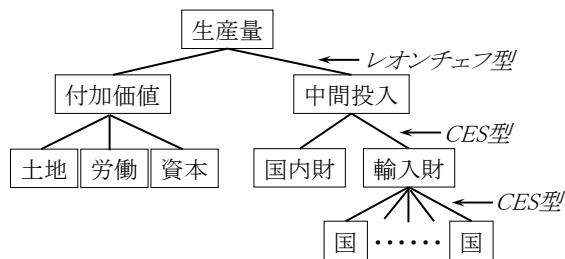 生産量
レオンチェフ型
付加価値
中間投入
CES型
土地
労働
資本
国内財
輸入財
CES型
国
・・・・・・
国